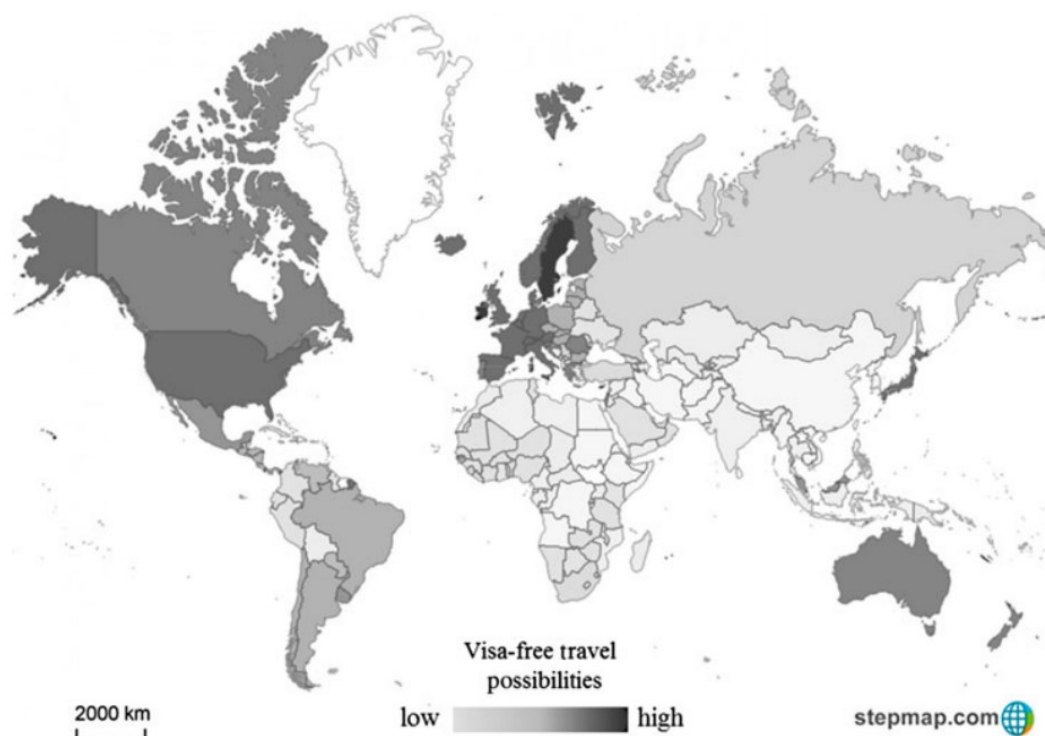 Visa-free travel
possibilities
low high
2000 km
stepmap.com